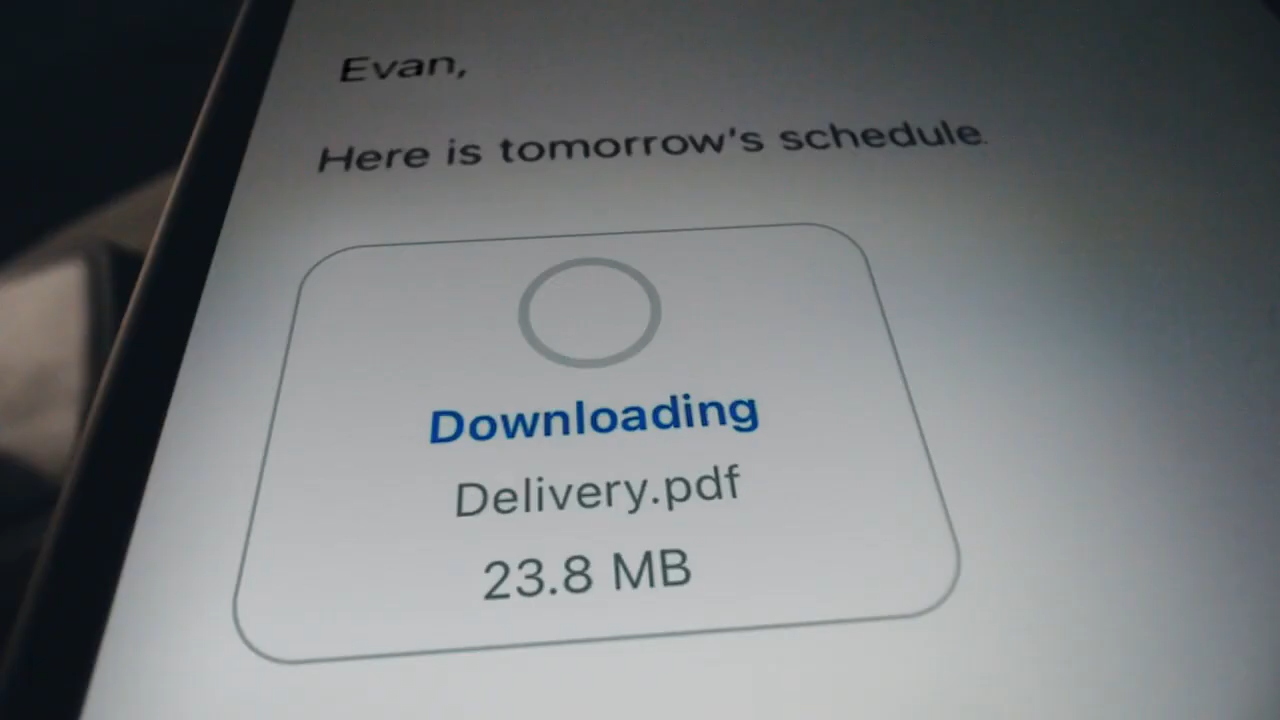 Evan,
Here is tomorrow's schedule.
Downloading
Delivery.pdf
23.8 MB